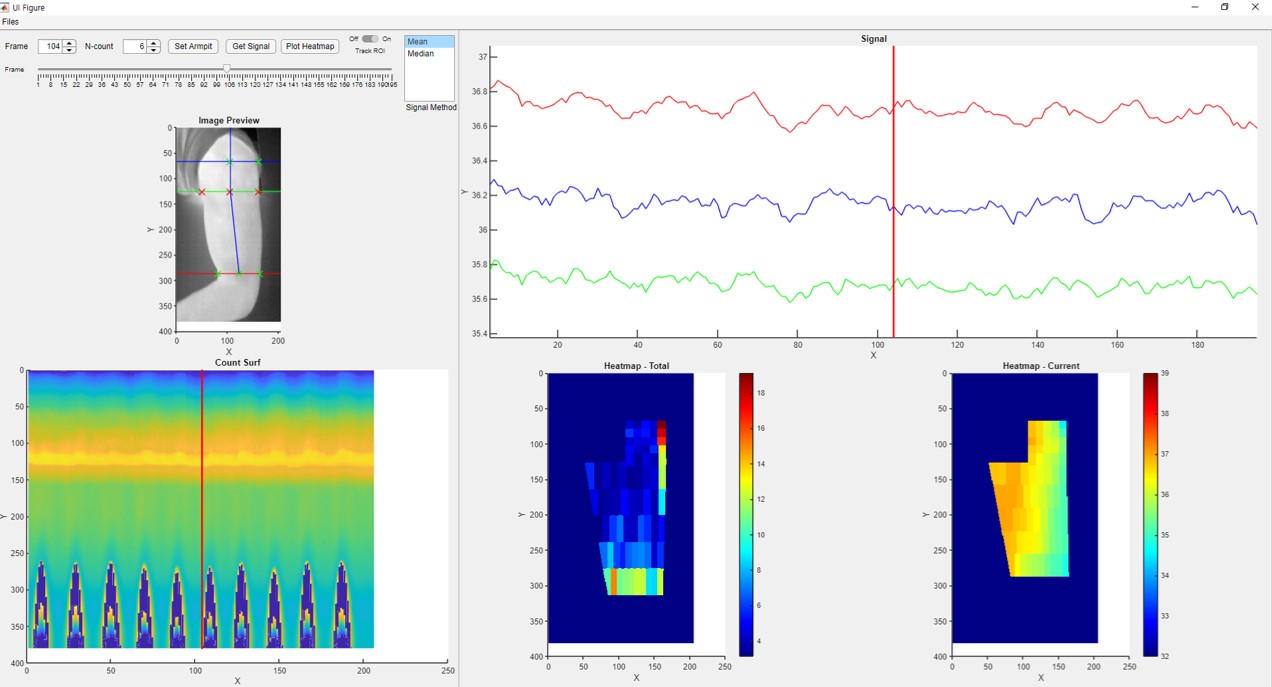 UI Figure
Files
Frame 104 N-count 6 Set Armpit Get Signal Plot Heatmap Off On
Track ROI
Mean
Median
Signal Method
Frame
1 8 15 22 29 36 43 50 57 64 71 78 85 92 99 106 113 120 127 134 141 148 155 162 169 176 183 190 195
Image Preview
0
50
100
150
200
250
300
350
400
Y
0 100 200
X
Signal
37
36.8
36.6
36.4
36.2
36
35.8
35.6
35.4
Y
20 40 60 80 100 120 140 160 180
X
Count Surf
0
50
100
150
200
250
300
350
400
Y
0 50 100 150 200 250
X
Heatmap - Total
0
50
100
150
200
250
300
350
400
Y
0 50 100 150 200 250
X
18
16
14
12
10
8
6
4
Heatmap - Current
0
50
100
150
200
250
300
350
400
Y
0 50 100 150 200 250
X
39
38
37
36
35
34
33
32